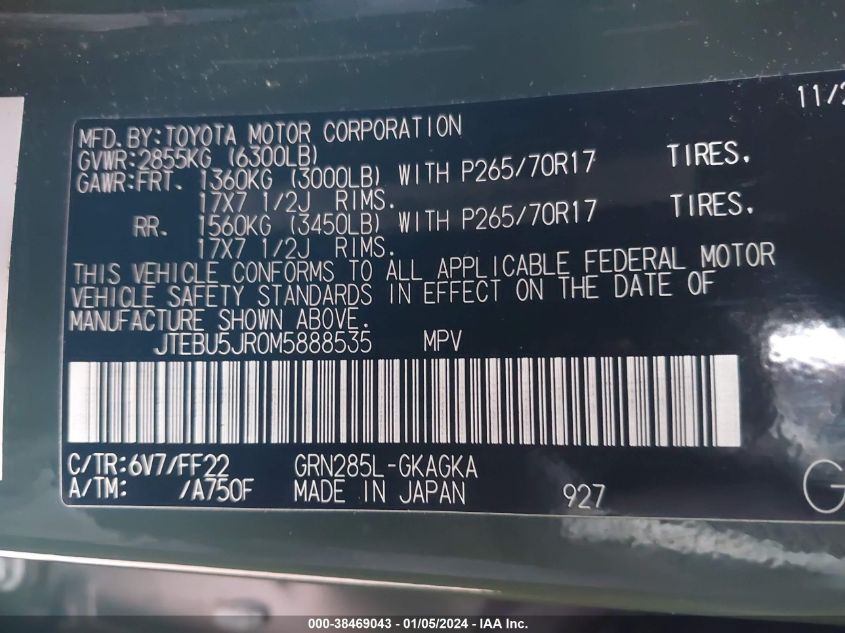 11/2
MFD.BY:TOYOTA MOTOR CORPORATION
GVWR:2855KG (6300LB)
GAWR:FRT. 1360KG (3000LB) WITH P265/70R17 TIRES.
17X7 1/2J RIMS.
RR. 1560KG (3450LB) WITH P265/70R17 TIRES.
17X7 1/2J RIMS.
THIS VEHICLE CONFORMS TO ALL APPLICABLE FEDERAL MOTOR
VEHICLE SAFETY STANDARDS IN EFFECT ON THE DATE OF
MANUFACTURE SHOWN ABOVE.
JTEBU5JR0M5888535 MPV
C/TR:6V7/FF22 GRN285L-GKAGKA
A/TM: /A750F MADE IN JAPAN 927
G
000-38469043 - 01/05/2024 - IAA Inc.